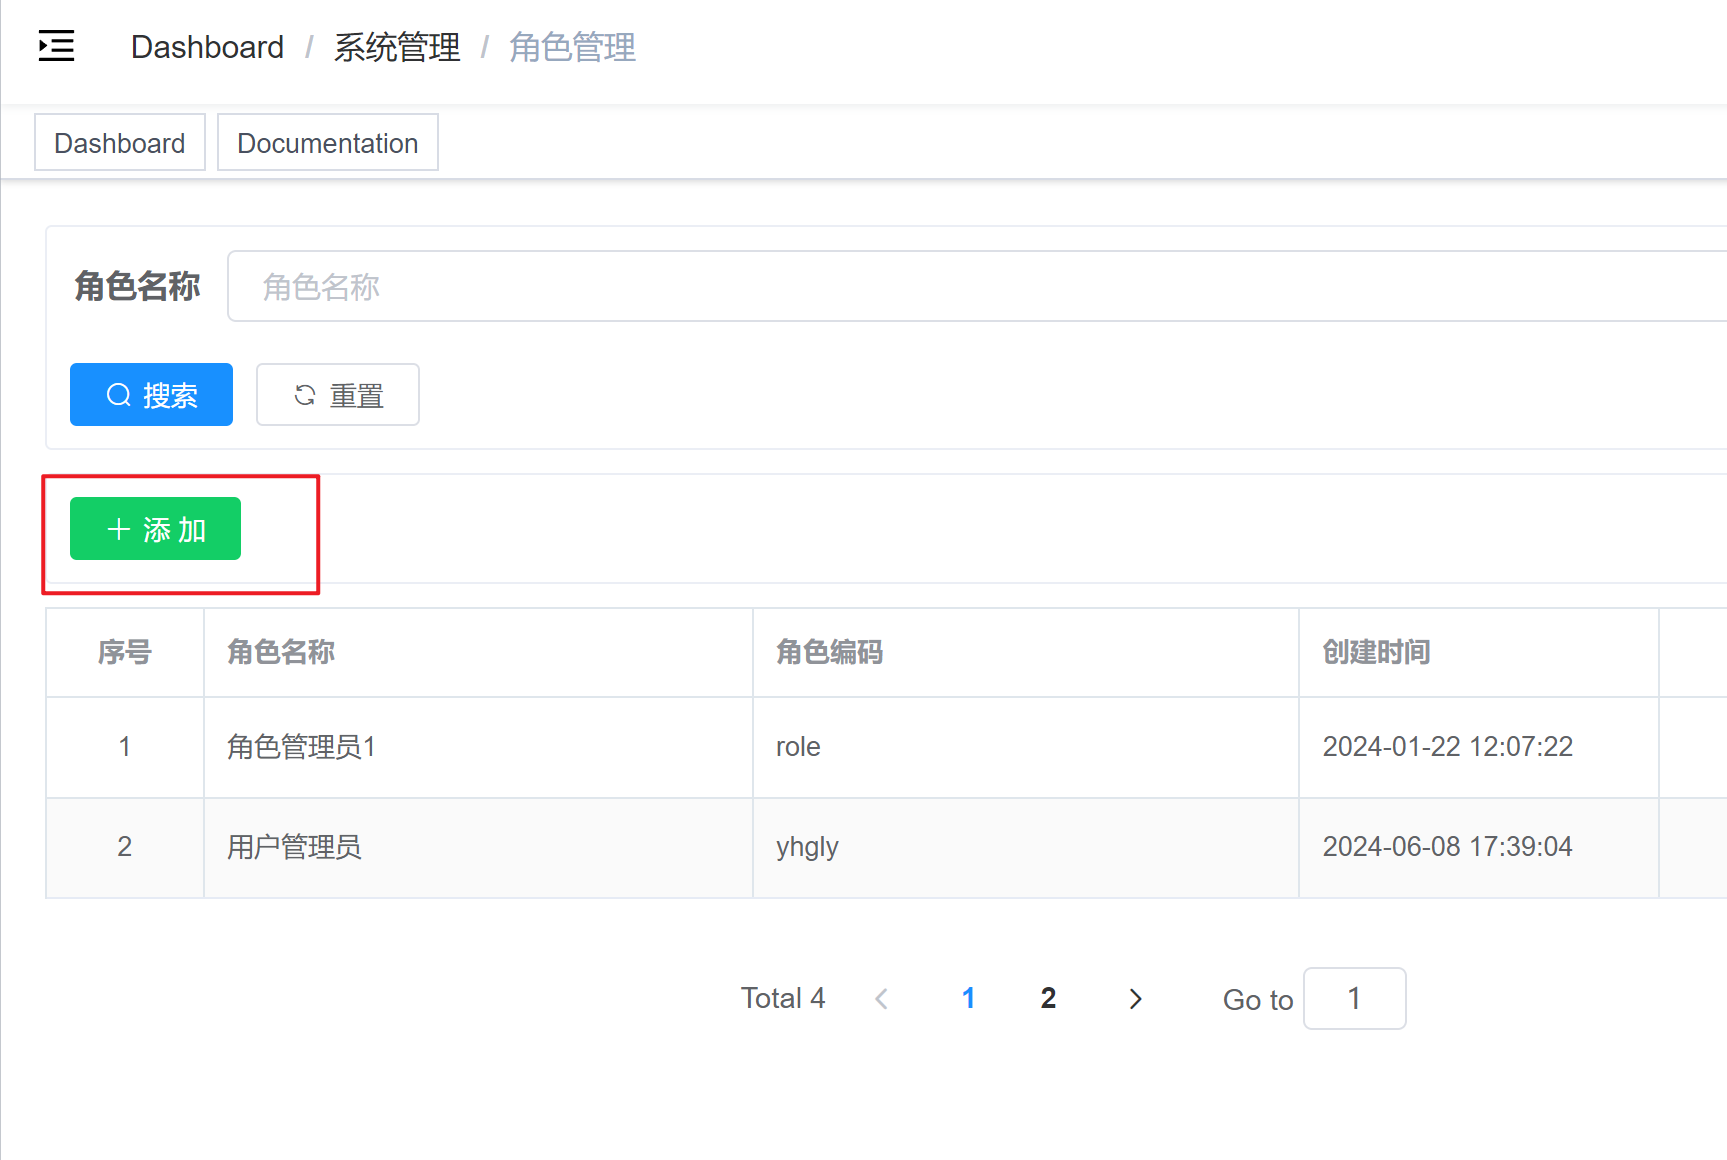 Dashboard / 系统管理 / 角色管理
Dashboard Documentation
角色名称 角色名称
搜索 重置
添 加
序号 角色名称 角色编码 创建时间
1 角色管理员1 role 2024-01-22 12:07:22
2 用户管理员 yhgly 2024-06-08 17:39:04
Total 4 1 2 Go to 1